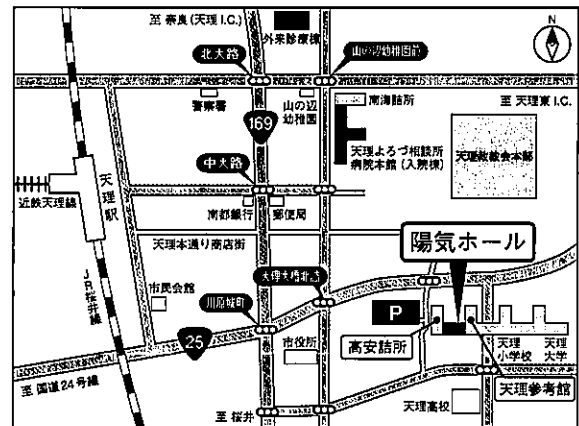 至 奈良(天理 I.C.)
外来診療棟
N
北大路
山の辺幼稚園前
警察署
山の辺
幼稚園
南海詰所
至 天理東 I.C.
169
天理よろづ相談所
病院本館(入院棟)
天理教教会本部
中大路
近鉄天理線
天理駅
南都銀行
郵便局
天理本通り商店街
陽気ホール
JR桜井線
市民会館
川原城町
P
25
市役所
高安詰所
天理
小学校
天理
大学
至 国道24号線
天理参考館
至 桜井
天理高校